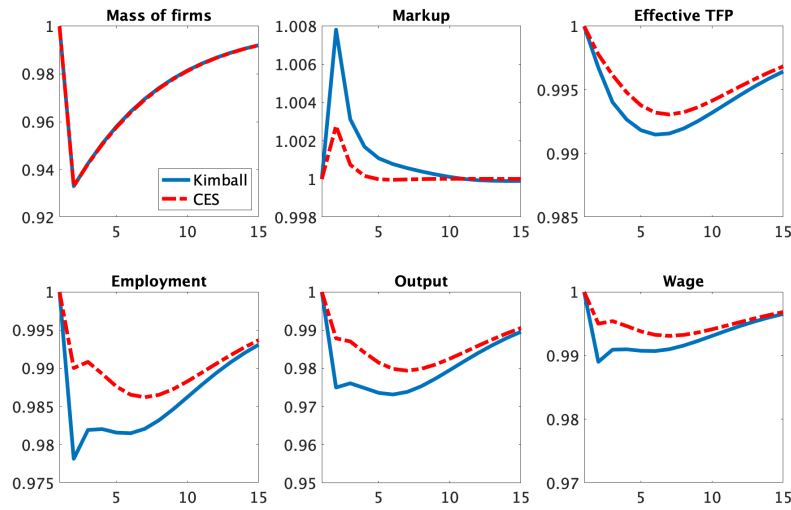 Mass of firms
1
0.98
0.96
0.94
0.92
5 10 15
Kimball
CES
Markup
1.008
1.006
1.004
1.002
1
0.998
5 10 15
Effective TFP
1
0.995
0.99
0.985
5 10 15
Employment
1
0.995
0.99
0.985
0.98
0.975
5 10 15
Output
1
0.99
0.98
0.97
0.96
0.95
5 10 15
Wage
1
0.99
0.98
0.97
5 10 15